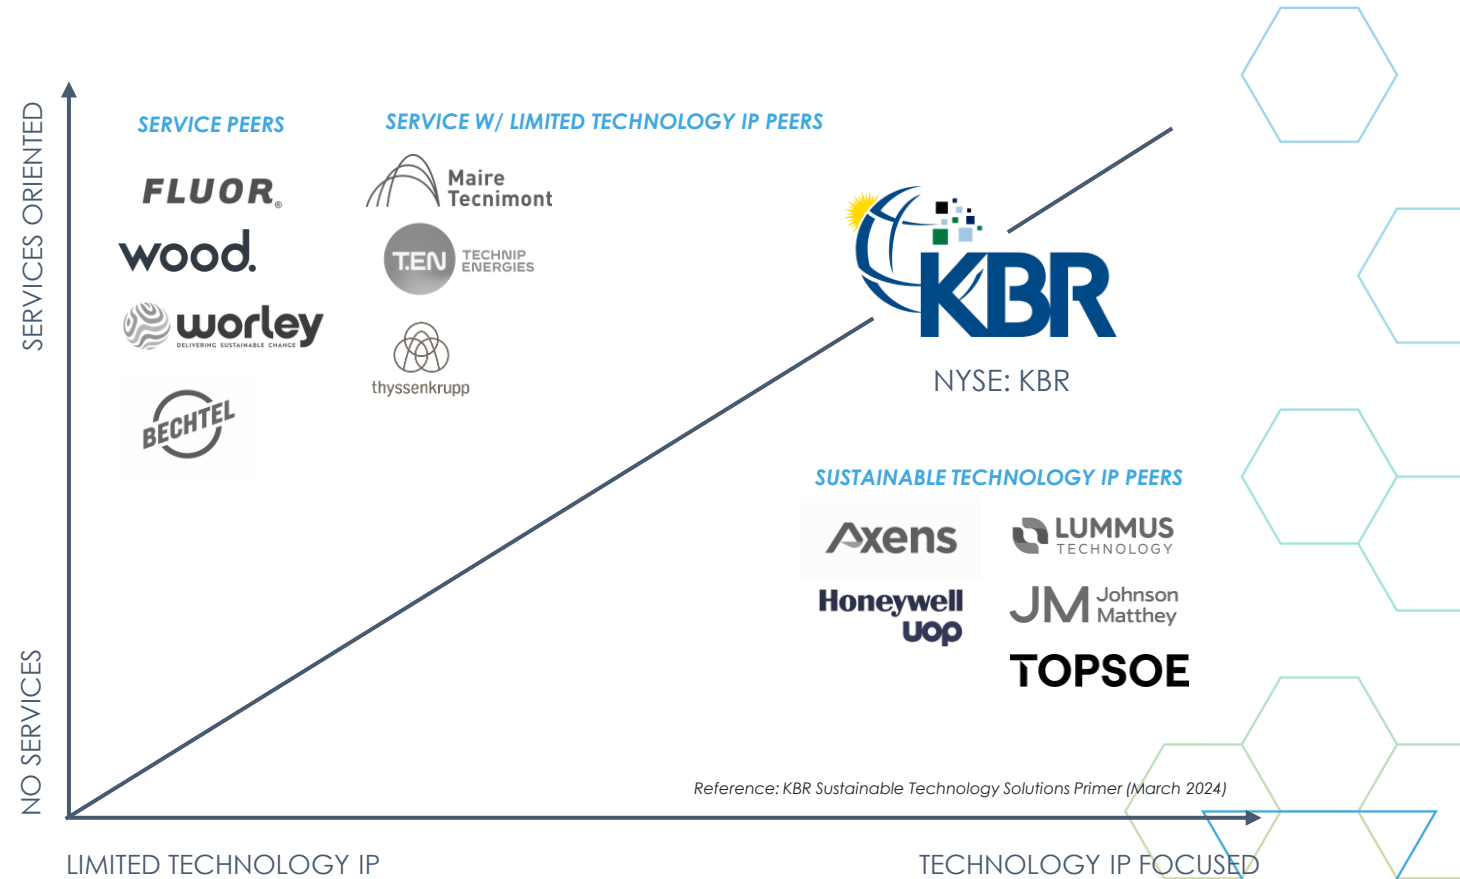 SERVICES ORIENTED
NO SERVICES
SERVICE PEERS
FLUOR®
wood.
worley
DELIVERING SUSTAINABLE CHANGE
BECHTEL
SERVICE W/ LIMITED TECHNOLOGY IP PEERS
Maire
Tecnimont
T.EN
TECHNIP
ENERGIES
thyssenkrupp
KBR
NYSE: KBR
SUSTAINABLE TECHNOLOGY IP PEERS
Axens
LUMMUS
TECHNOLOGY
Honeywell
uop
JM
Johnson
Matthey
TOPSOE
Reference: KBR Sustainable Technology Solutions Primer (March 2024)
LIMITED TECHNOLOGY IP
TECHNOLOGY IP FOCUSED